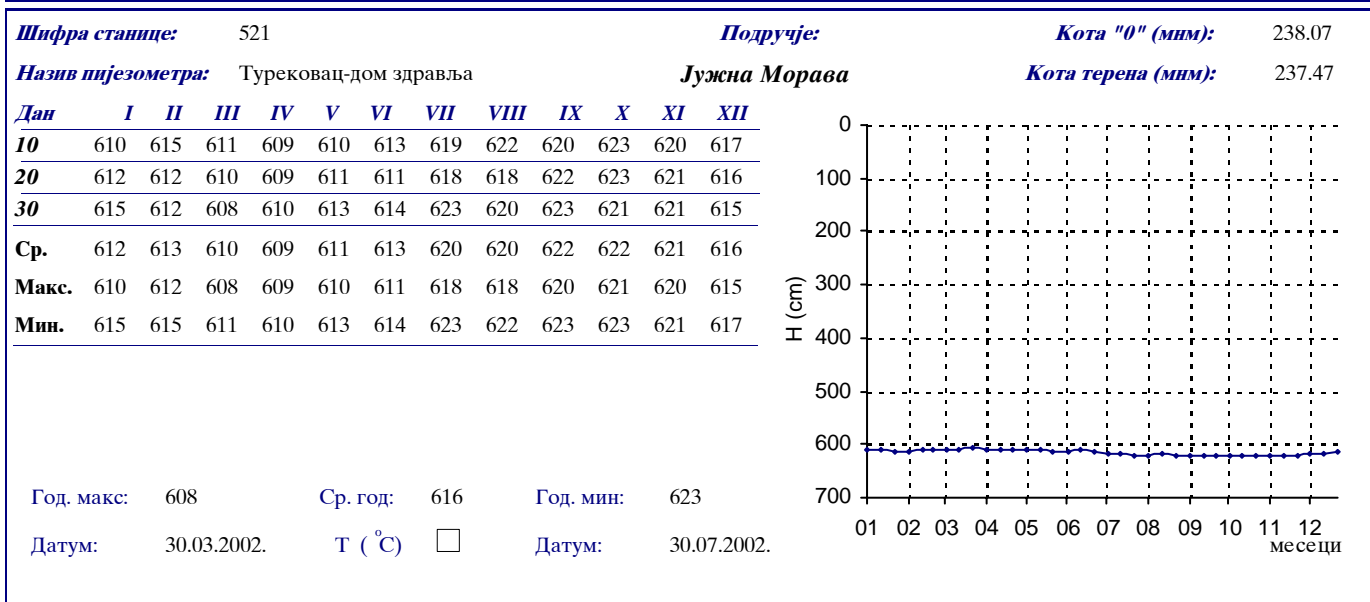 Шифра станице: 521 Подручје: Кота "0" (мнм): 238.07
Назив пијезометра: Турековац-дом здравља Јужна Морава Кота терена (мнм): 237.47
Дан I II III IV V VI VII VIII IX X XI XII
10 610 615 611 609 610 613 619 622 620 623 620 617
20 612 612 610 609 611 611 618 618 622 623 621 616
30 615 612 608 610 613 614 623 620 623 621 621 615
Ср. 612 613 610 609 611 613 620 620 622 622 621 616
Макс. 610 612 608 609 610 611 618 618 620 621 620 615
Мин. 615 615 611 610 613 614 623 622 623 623 621 617
Год. макс: 608 Ср. год: 616 Год. мин: 623
Датум: 30.03.2002. T ( °C) Датум: 30.07.2002.
H (cm)
0
100
200
300
400
500
600
700
01 02 03 04 05 06 07 08 09 10 11 12
месеци